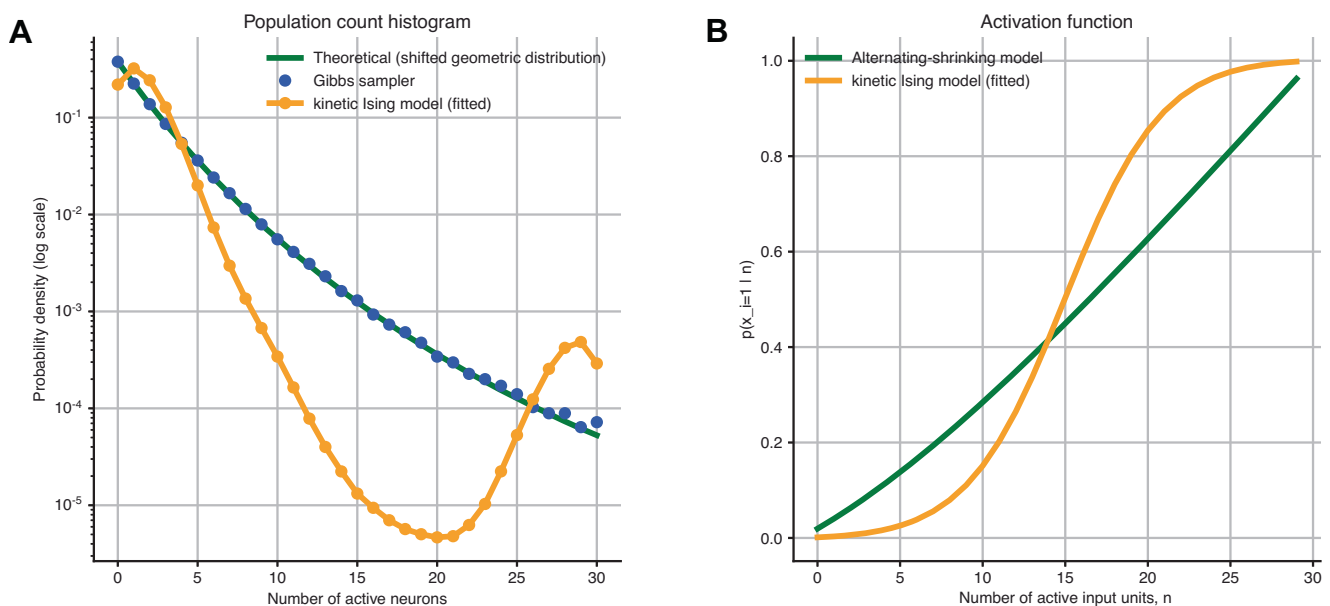 A
Population count histogram
Theoretical (shifted geometric distribution)
Gibbs sampler
kinetic Ising model (fitted)
Probability density (log scale)
10^-1
10^-2
10^-3
10^-4
10^-5
0 5 10 15 20 25 30
Number of active neurons
B
Activation function
Alternating-shrinking model
kinetic Ising model (fitted)
p(x_i=1 | n)
1.0
0.8
0.6
0.4
0.2
0.0
0 5 10 15 20 25 30
Number of active input units, n